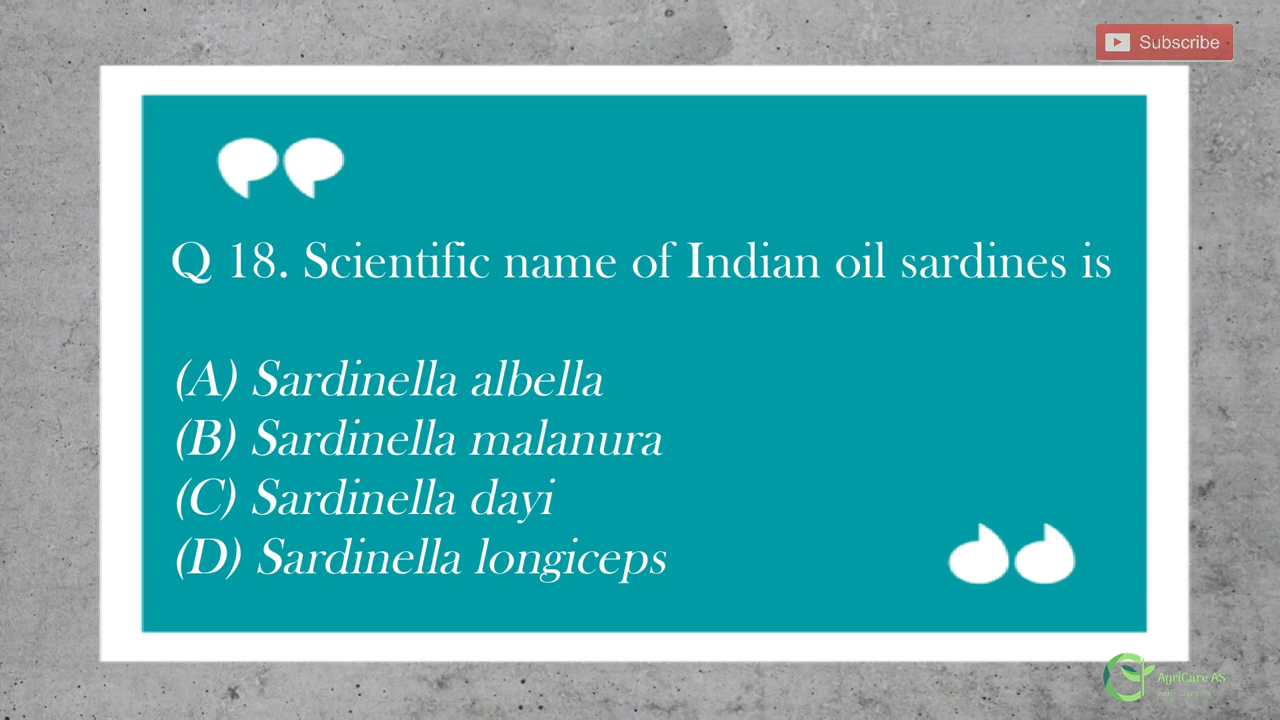 Subscribe
Q 18. Scientific name of Indian oil sardines is
(A) Sardinella albella
(B) Sardinella malanura
(C) Sardinella dayi
(D) Sardinella longiceps
AgriCare AS